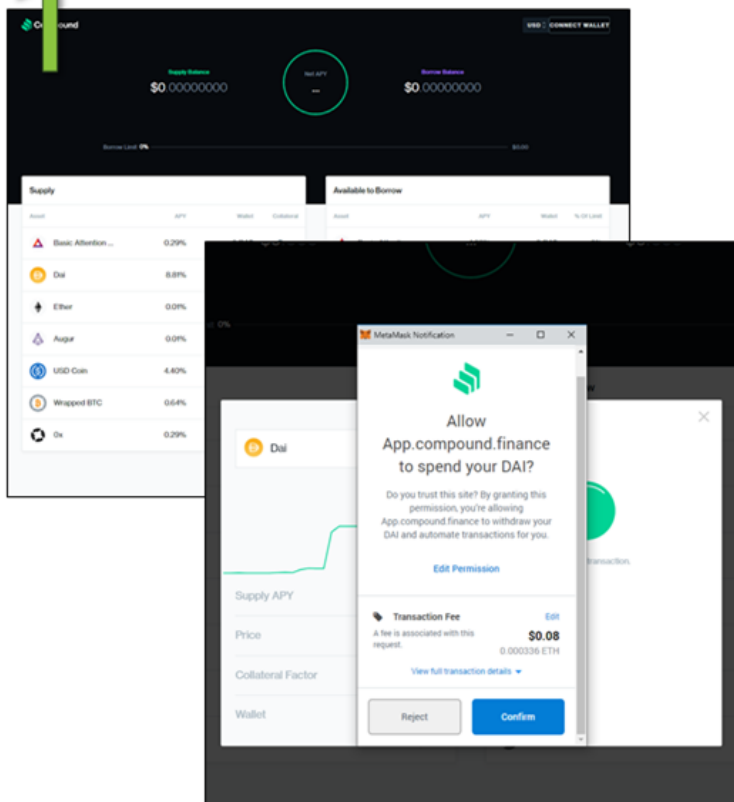 Compound
USD
CONNECT WALLET
Supply Balance
$0.00000000
Net APY
...
Borrow Balance
$0.00000000
Borrow Limit 0%
$0.00
Supply
Asset
APY
Wallet
Collateral
Available to Borrow
Asset
APY
Wallet
% Of Limit
Basic Attention ...
0.29%
Dai
8.81%
Ether
0.01%
Augur
0.01%
USD Coin
4.40%
Wrapped BTC
0.64%
0x
0.29%
0%
MetaMask Notification
Allow
App.compound.finance
to spend your DAI?
Do you trust this site? By granting this
permission, you're allowing
App.compound.finance to withdraw your
DAI and automate transactions for you.
Edit Permission
Transaction Fee
Edit
A fee is associated with this
request.
$0.08
0.000336 ETH
View full transaction details
Reject
Confirm
Dai
Supply APY
Price
Collateral Factor
Wallet
transaction.